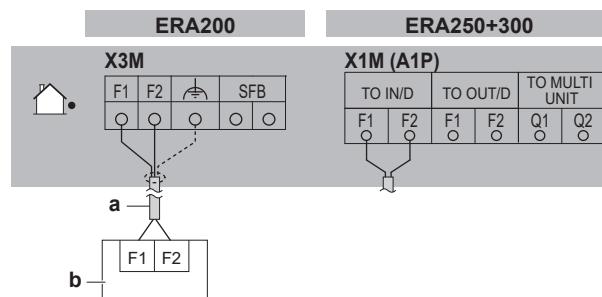 ERA200
ERA250+300
X3M
X1M (A1P)
F1 F2 SFB
TO IN/D TO OUT/D TO MULTI UNIT
F1 F2 F1 F2 Q1 Q2
a
F1 F2
b